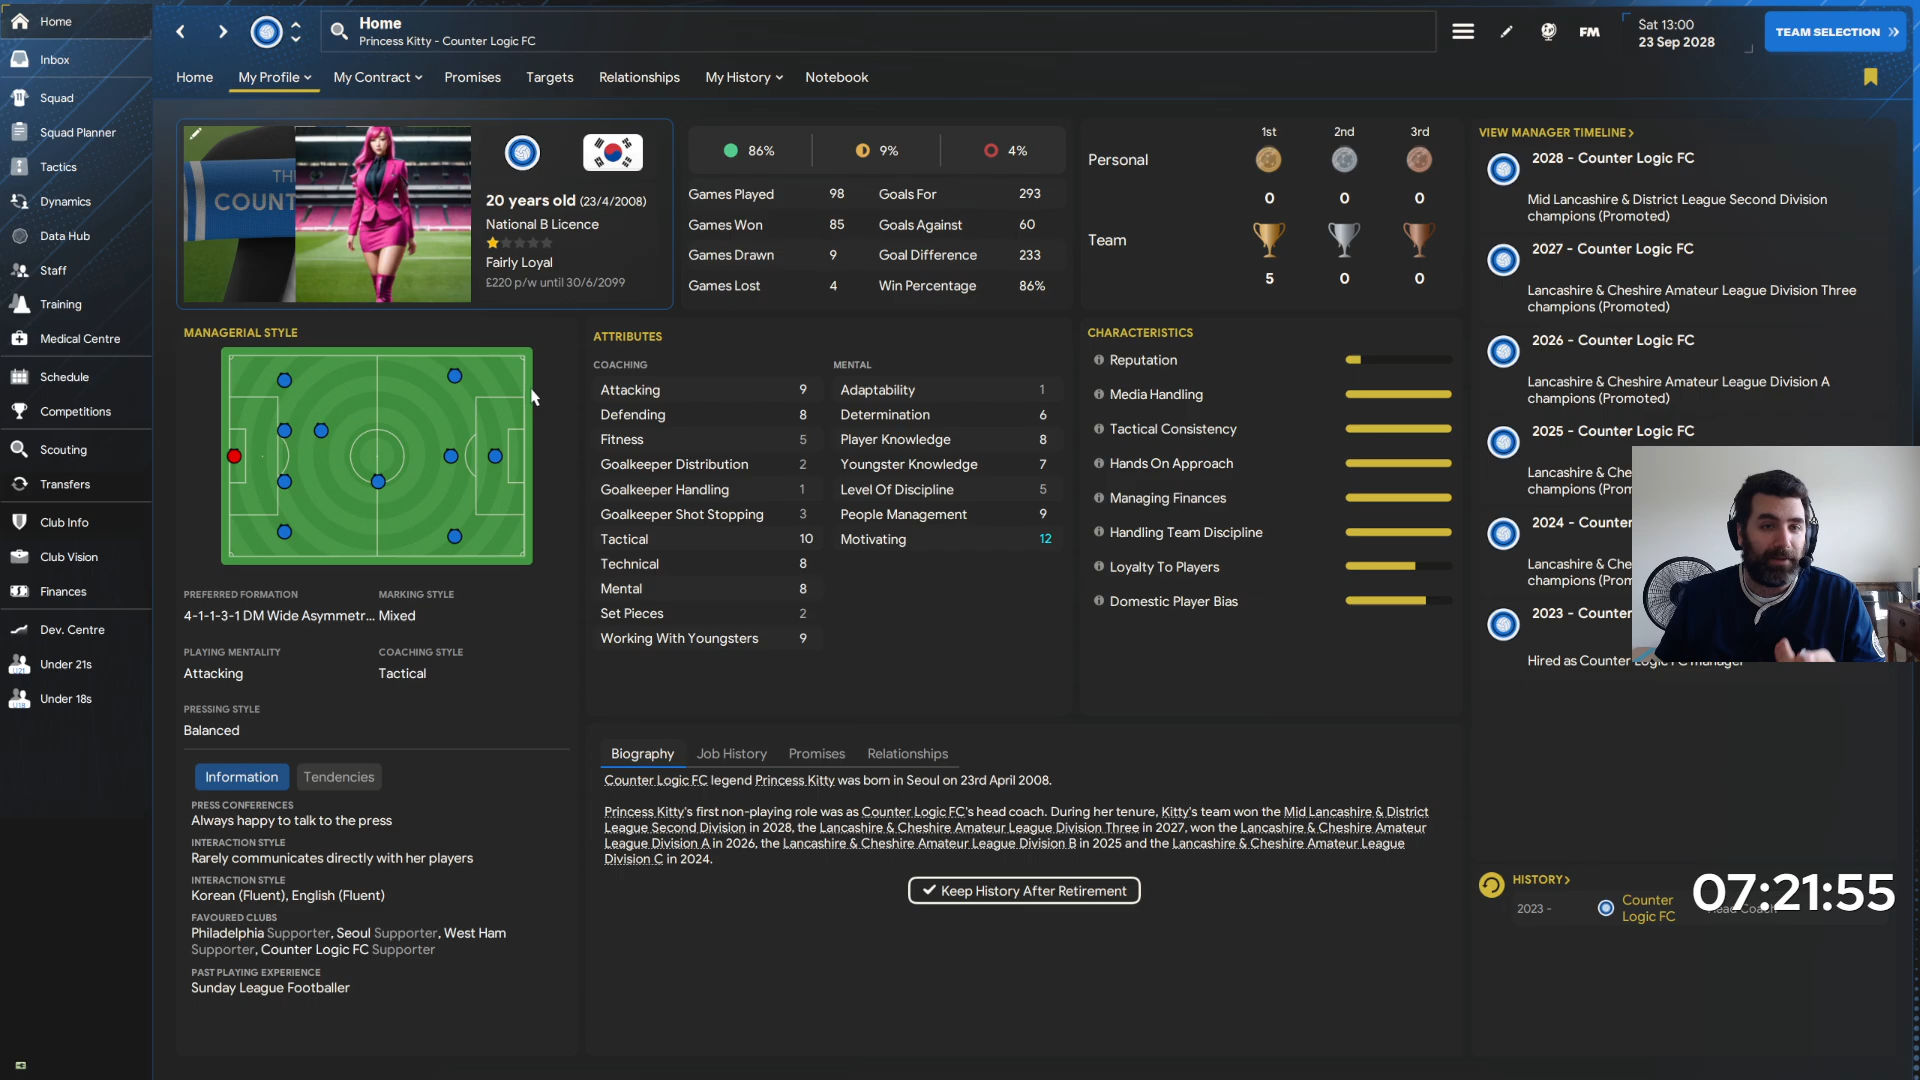 Home
Inbox
Squad
Squad Planner
Tactics
Dynamics
Data Hub
Staff
Training
Medical Centre
Schedule
Competitions
Scouting
Transfers
Club Info
Club Vision
Finances
Dev. Centre
Under 21s
Under 18s
Home
Princess Kitty - Counter Logic FC
FM
Sat 13:00
23 Sep 2028
TEAM SELECTION
Home
My Profile
My Contract
Promises
Targets
Relationships
My History
Notebook
TH
COUNT
20 years old (23/4/2008)
National B Licence
Fairly Loyal
£220 p/w until 30/6/2099
86%
9%
4%
Games Played 98 Goals For 293
Games Won 85 Goals Against 60
Games Drawn 9 Goal Difference 233
Games Lost 4 Win Percentage 86%
1st 2nd 3rd
Personal
0 0 0
Team
5 0 0
VIEW MANAGER TIMELINE >
2028 - Counter Logic FC
Mid Lancashire & District League Second Division
champions (Promoted)
2027 - Counter Logic FC
Lancashire & Cheshire Amateur League Division Three
champions (Promoted)
2026 - Counter Logic FC
Lancashire & Cheshire Amateur League Division A
champions (Promoted)
2025 - Counter Logic FC
Lancashire & Che
champions (Prom
2024 - Counter
Lancashire & Che
champions (Prom
2023 - Counter
Hired as Counter Logic FC manager
MANAGERIAL STYLE
PREFERRED FORMATION
4-1-1-3-1 DM Wide Asymmetr...
MARKING STYLE
Mixed
PLAYING MENTALITY
Attacking
COACHING STYLE
Tactical
PRESSING STYLE
Balanced
Information
Tendencies
PRESS CONFERENCES
Always happy to talk to the press
INTERACTION STYLE
Rarely communicates directly with her players
INTERACTION STYLE
Korean (Fluent), English (Fluent)
FAVOURED CLUBS
Philadelphia Supporter, Seoul Supporter, West Ham
Supporter, Counter Logic FC Supporter
PAST PLAYING EXPERIENCE
Sunday League Footballer
ATTRIBUTES
COACHING
Attacking 9
Defending 8
Fitness 5
Goalkeeper Distribution 2
Goalkeeper Handling 1
Goalkeeper Shot Stopping 3
Tactical 10
Technical 8
Mental 8
Set Pieces 2
Working With Youngsters 9
MENTAL
Adaptability 1
Determination 6
Player Knowledge 8
Youngster Knowledge 7
Level Of Discipline 5
People Management 9
Motivating 12
CHARACTERISTICS
Reputation
Media Handling
Tactical Consistency
Hands On Approach
Managing Finances
Handling Team Discipline
Loyalty To Players
Domestic Player Bias
Biography
Job History
Promises
Relationships
Counter Logic FC legend Princess Kitty was born in Seoul on 23rd April 2008.
Princess Kitty's first non-playing role was as Counter Logic FC's head coach. During her tenure, Kitty's team won the Mid Lancashire & District
League Second Division in 2028, the Lancashire & Cheshire Amateur League Division Three in 2027, won the Lancashire & Cheshire Amateur
League Division A in 2026, the Lancashire & Cheshire Amateur League Division B in 2025 and the Lancashire & Cheshire Amateur League
Division C in 2024.
Keep History After Retirement
HISTORY >
2023 -
Counter
Logic FC
Head Coach
07:21:55